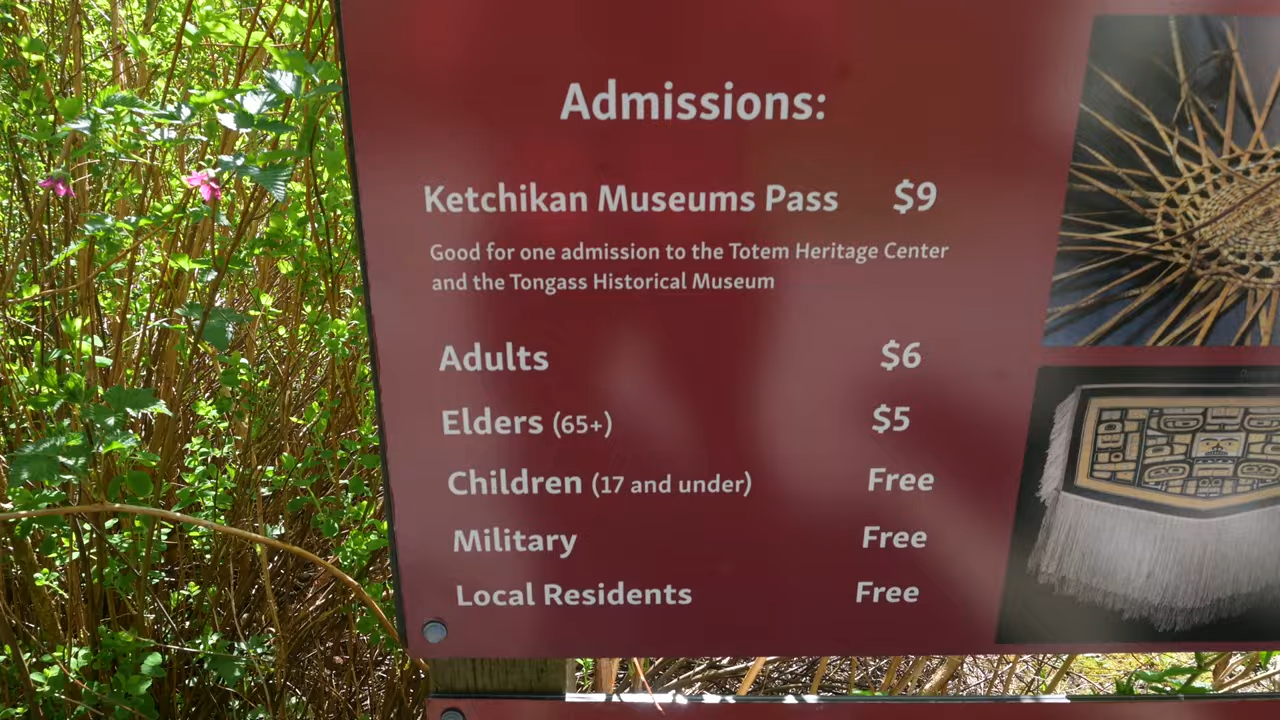 Admissions:
Ketchikan Museums Pass $9
Good for one admission to the Totem Heritage Center
and the Tongass Historical Museum
Adults $6
Elders (65+) $5
Children (17 and under) Free
Military Free
Local Residents Free